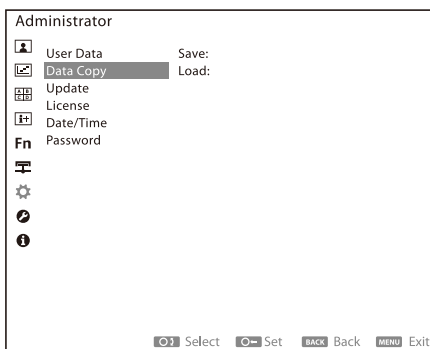 Administrator
User Data Save:
Data Copy Load:
Update
License
Date/Time
Fn Password
Select Set BACK Back MENU Exit